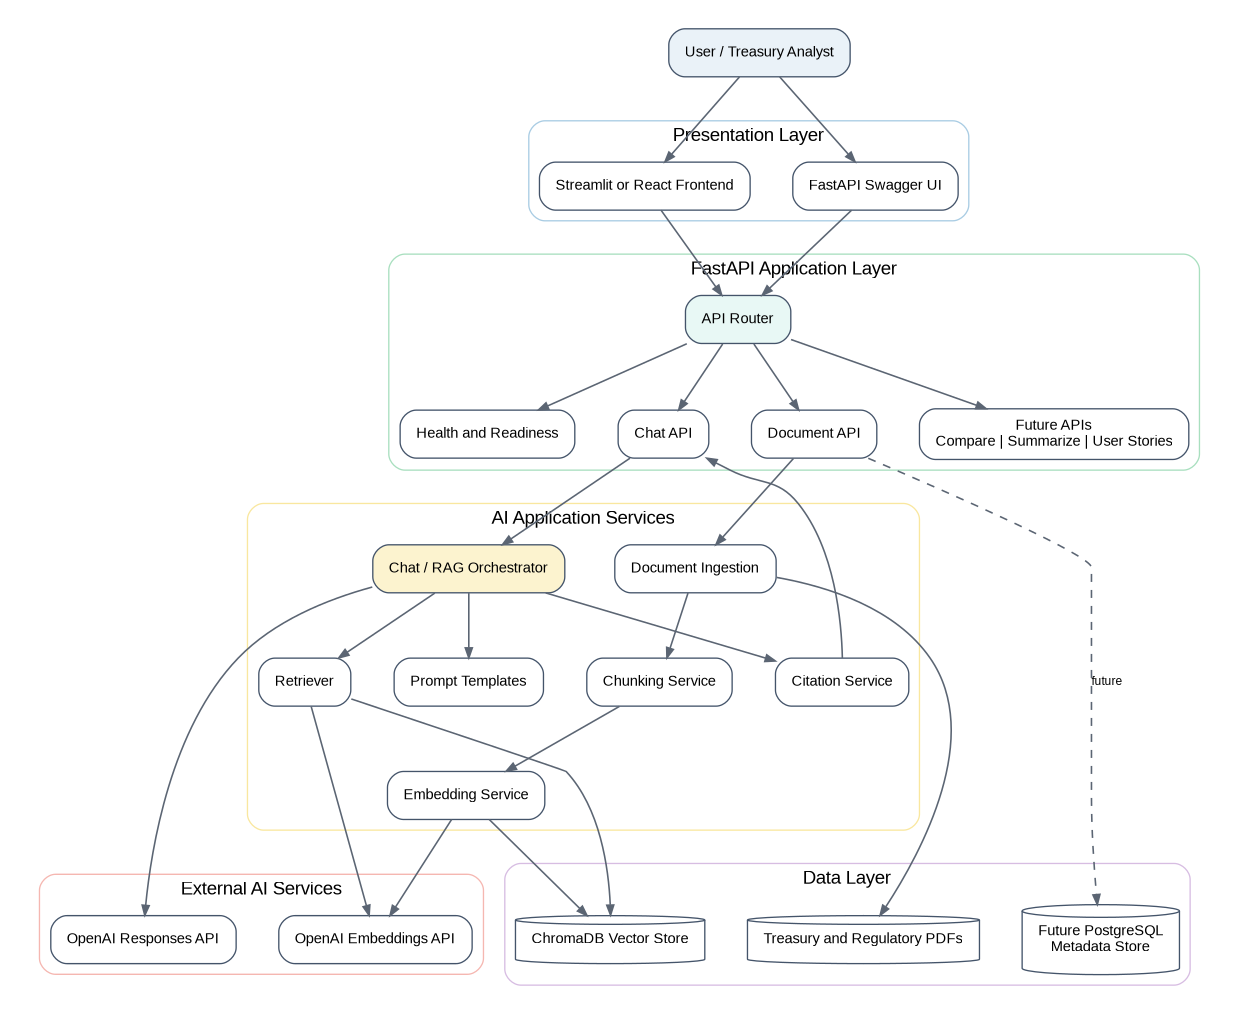 User / Treasury Analyst
Presentation Layer
Streamlit or React Frontend
FastAPI Swagger UI
FastAPI Application Layer
API Router
Health and Readiness
Chat API
Document API
Future APIs
Compare | Summarize | User Stories
AI Application Services
Chat / RAG Orchestrator
Document Ingestion
Retriever
Prompt Templates
Chunking Service
Citation Service
future
Embedding Service
External AI Services
OpenAI Responses API
OpenAI Embeddings API
Data Layer
ChromaDB Vector Store
Treasury and Regulatory PDFs
Future PostgreSQL
Metadata Store